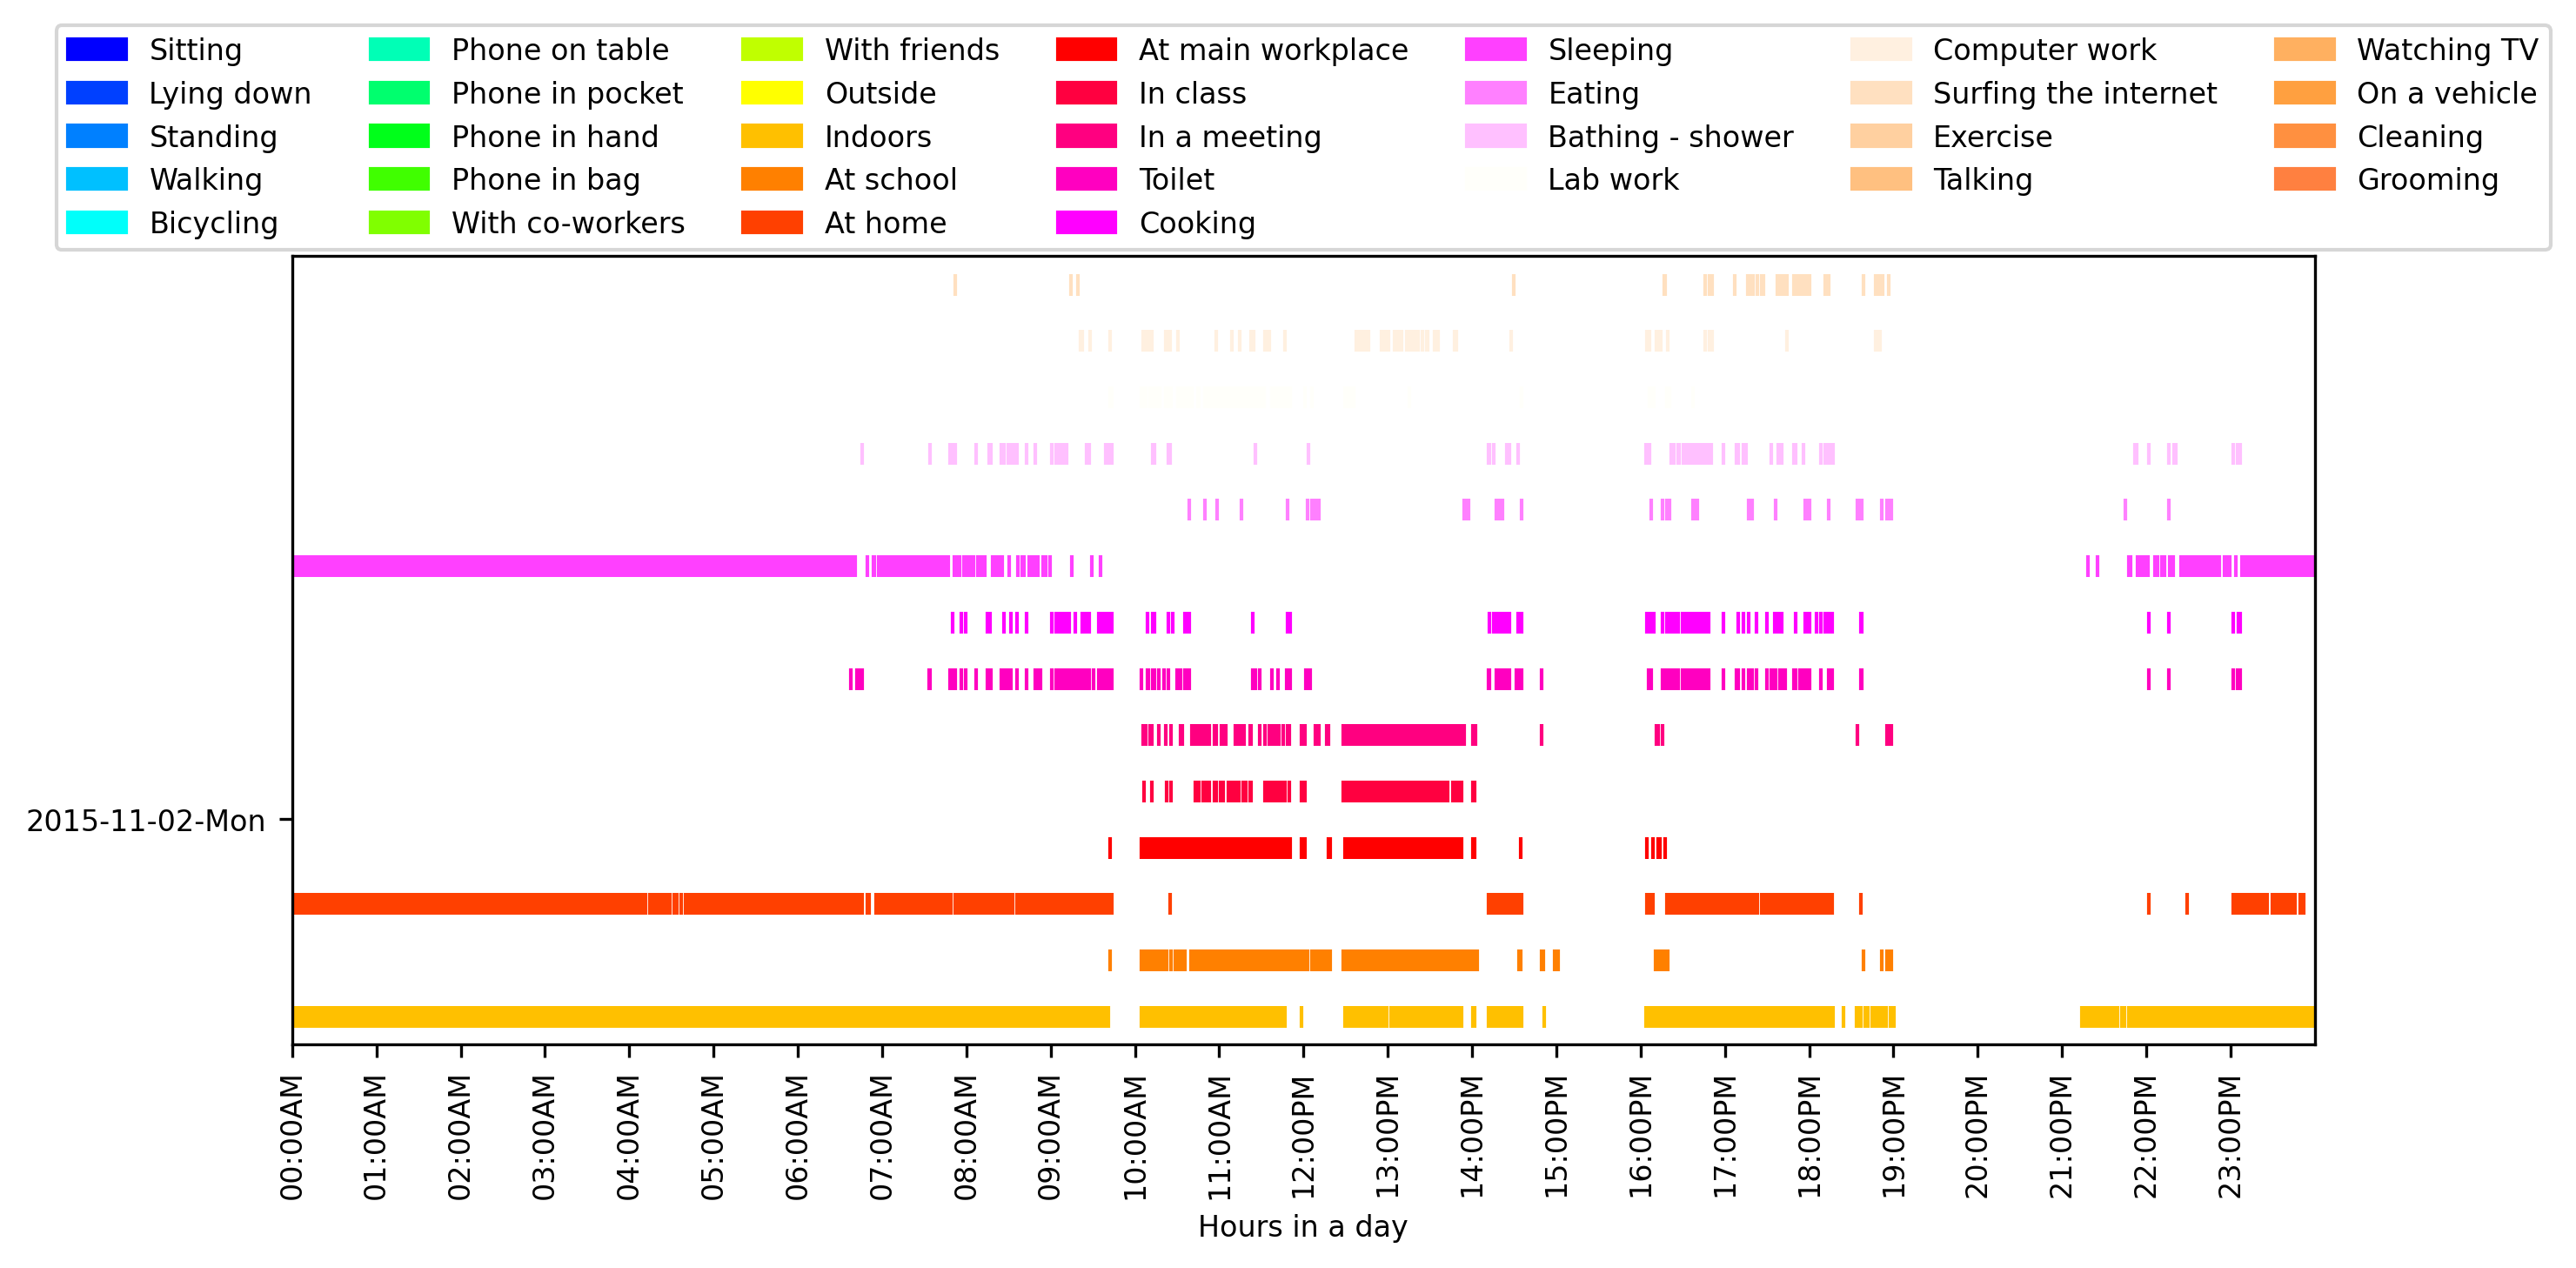 Sitting
Lying down
Standing
Walking
Bicycling
Phone on table
Phone in pocket
Phone in hand
Phone in bag
With co-workers
With friends
Outside
Indoors
At school
At home
At main workplace
In class
In a meeting
Toilet
Cooking
Sleeping
Eating
Bathing - shower
Lab work
Computer work
Surfing the internet
Exercise
Talking
Watching TV
On a vehicle
Cleaning
Grooming
2015-11-02-Mon
00:00AM
01:00AM
02:00AM
03:00AM
04:00AM
05:00AM
06:00AM
07:00AM
08:00AM
09:00AM
10:00AM
11:00AM
12:00PM
13:00PM
14:00PM
15:00PM
16:00PM
17:00PM
18:00PM
19:00PM
20:00PM
21:00PM
22:00PM
23:00PM
Hours in a day